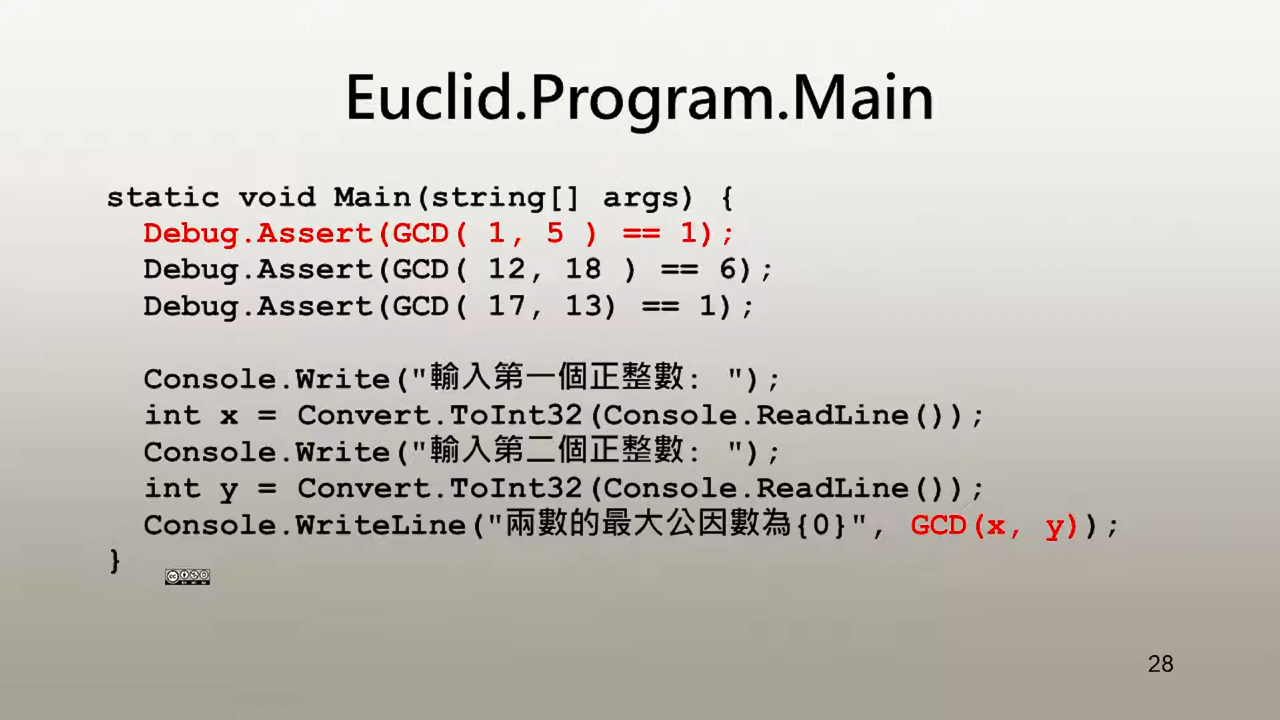 Euclid.Program.Main
static void Main(string[] args) {
Debug.Assert(GCD( 1, 5 ) == 1);
Debug.Assert(GCD( 12, 18 ) == 6);
Debug.Assert(GCD( 17, 13) == 1);
Console.Write("輸入第一個正整數: ");
int x = Convert.ToInt32(Console.ReadLine());
Console.Write("輸入第二個正整數: ");
int y = Convert.ToInt32(Console.ReadLine());
Console.WriteLine("兩數的最大公因數為{0}", GCD(x, y));
}
28